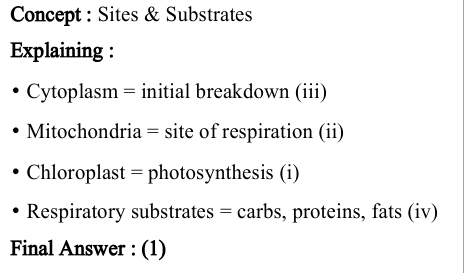 Concept : Sites & Substrates
Explaining :
• Cytoplasm = initial breakdown (iii)
• Mitochondria = site of respiration (ii)
• Chloroplast = photosynthesis (i)
• Respiratory substrates = carbs, proteins, fats (iv)
Final Answer : (1)